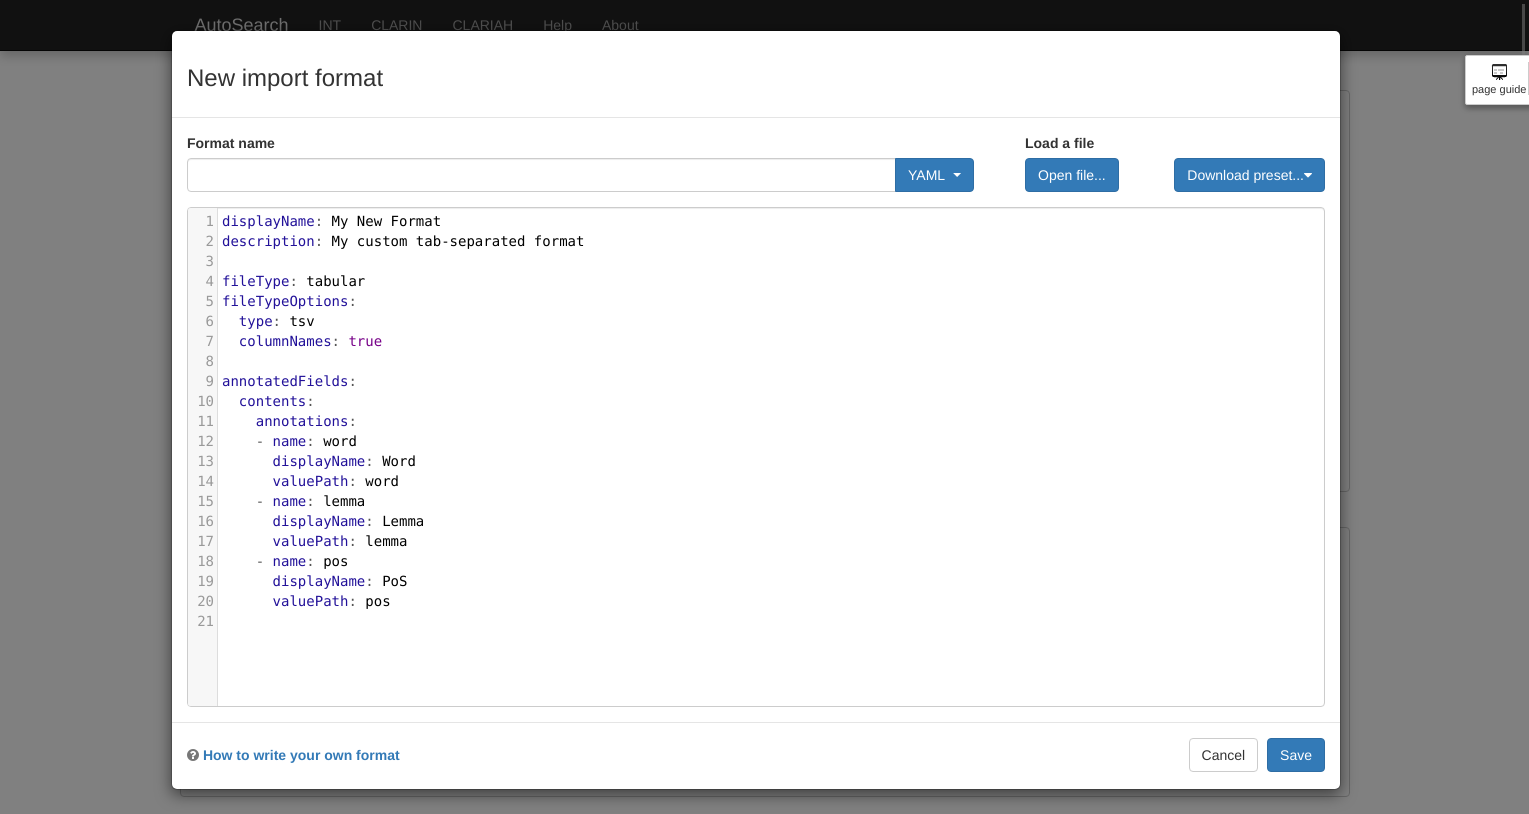 AutoSearch INT CLARIN CLARIAH Help About
page guide
New import format
Format name
Load a file
YAML
Open file...
Download preset...
1 displayName: My New Format
2 description: My custom tab-separated format
3
4 fileType: tabular
5 fileTypeOptions:
6   type: tsv
7   columnNames: true
8
9 annotatedFields:
10   contents:
11     annotations:
12     - name: word
13       displayName: Word
14       valuePath: word
15     - name: lemma
16       displayName: Lemma
17       valuePath: lemma
18     - name: pos
19       displayName: PoS
20       valuePath: pos
21
How to write your own format
Cancel
Save